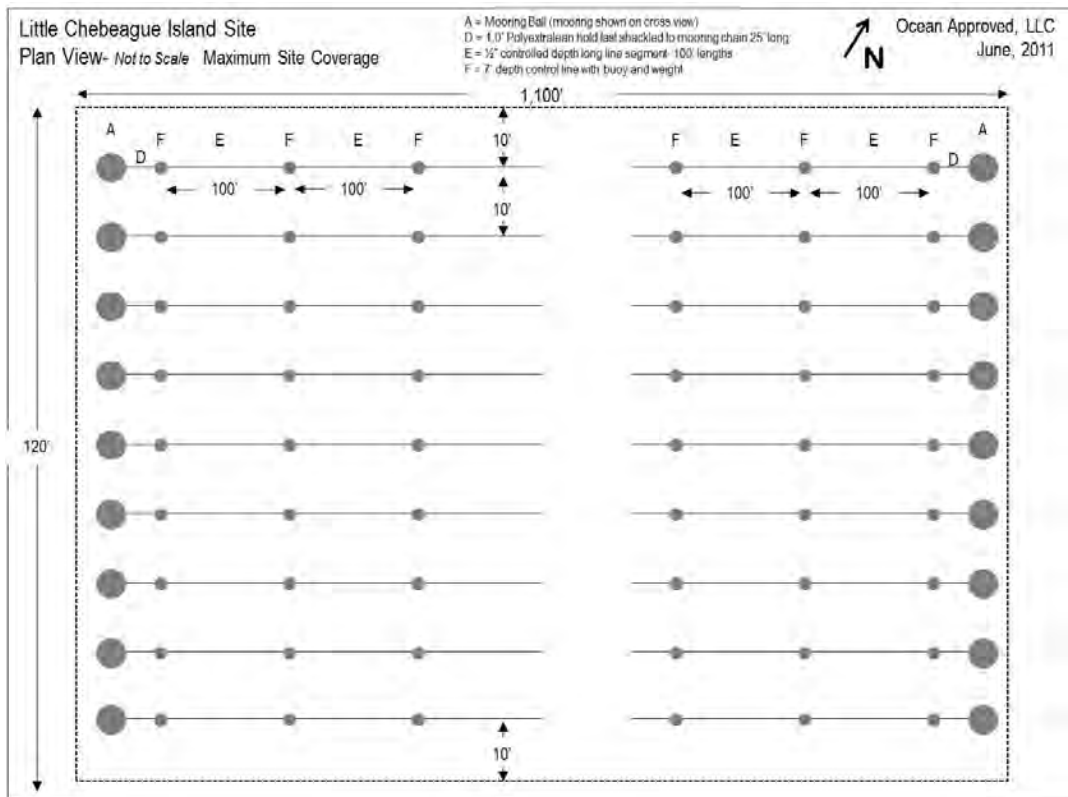 Little Chebeague Island Site
Plan View- Not to Scale Maximum Site Coverage
A = Mooring Ball (mooring shown on cross view)
D = 1.0" Polyextralean hold fast shackled to mooring chain 25' long
E = ½" controlled depth long line segment- 100' lengths
F = 7' depth control line with buoy and weight
N
Ocean Approved, LLC
June, 2011
1,100'
A F E F E F 10' F E F E F A
D D
100' 100' 10' 100' 100'
120'
10'